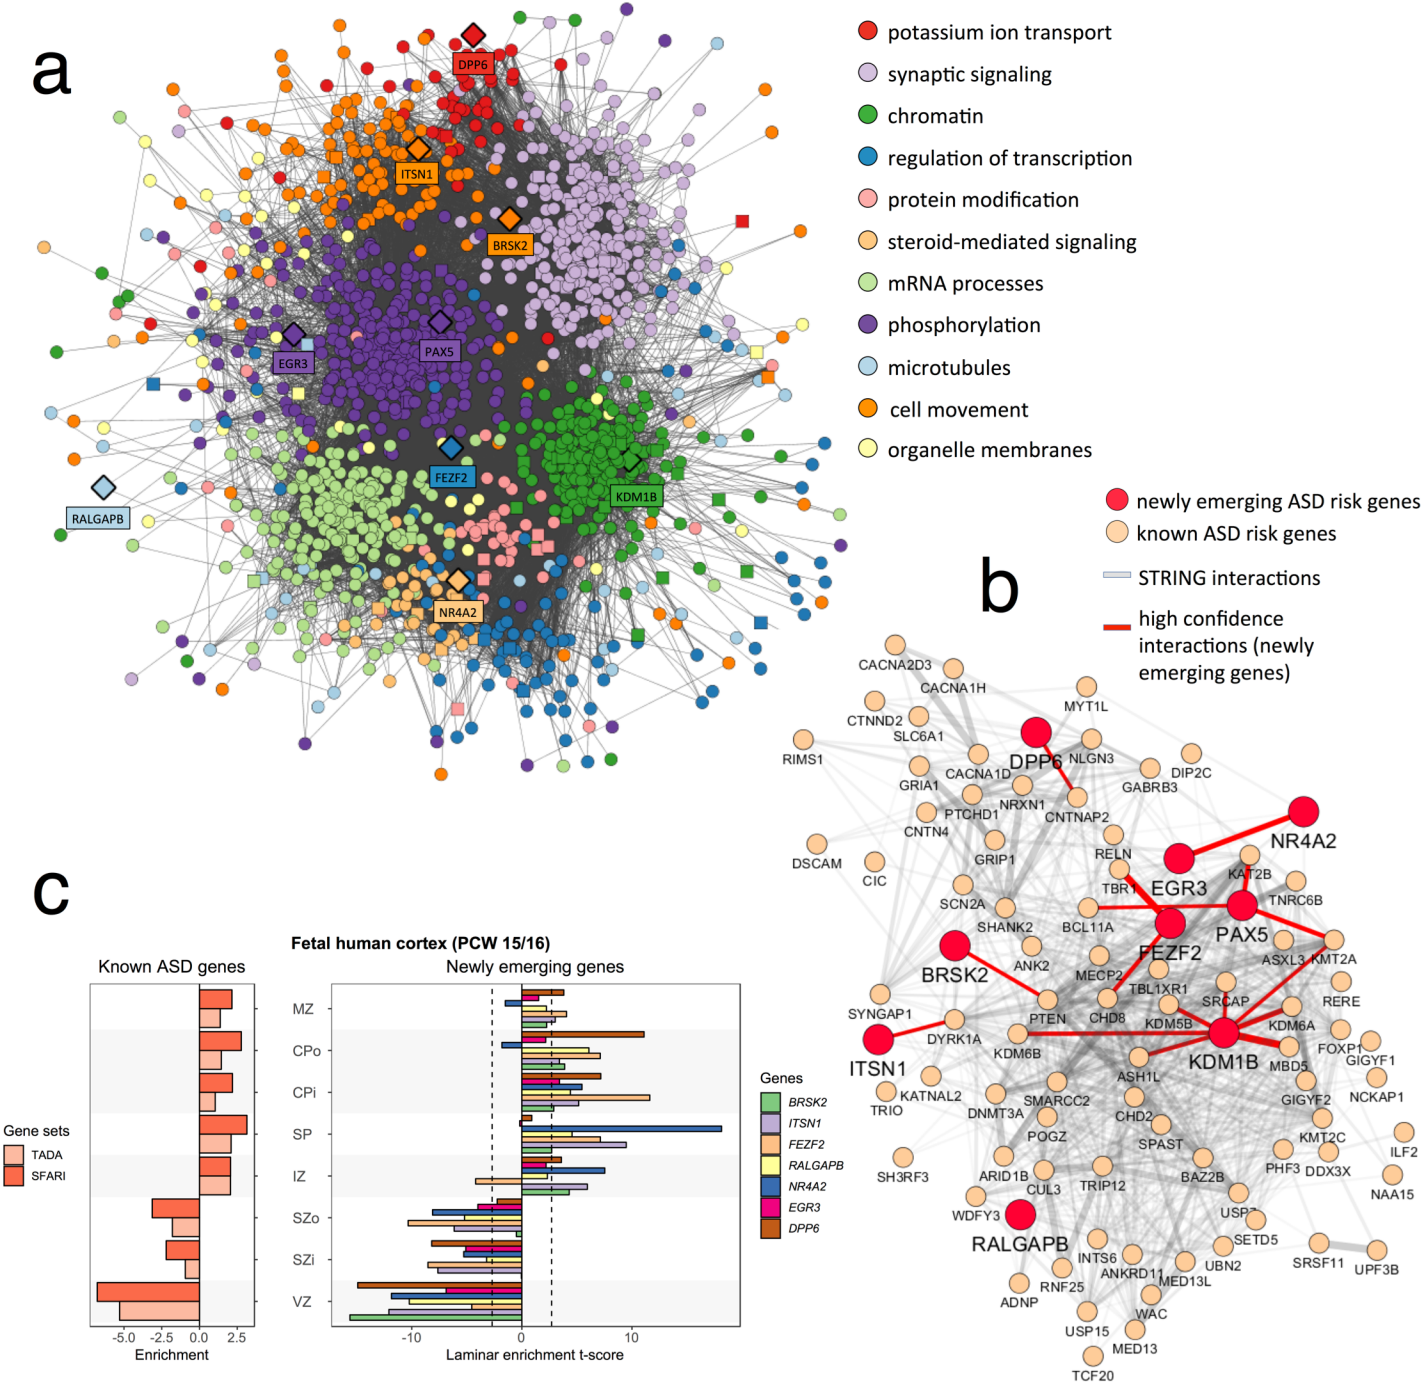 a
DPP6
ITSN1
BRSK2
EGR3
PAX5
FEZF2
KDM1B
RALGAPB
NR4A2
potassium ion transport
synaptic signaling
chromatin
regulation of transcription
protein modification
steroid-mediated signaling
mRNA processes
phosphorylation
microtubules
cell movement
organelle membranes
b
newly emerging ASD risk genes
known ASD risk genes
STRING interactions
high confidence
interactions (newly
emerging genes)
CACNA2D3
CACNA1H
MYT1L
CTNND2
SLC6A1
RIMS1
DPP6
NLGN3
CACNA1D
DIP2C
GRIA1
GABRB3
NRXN1
PTCHD1
CNTNAP2
CNTN4
NR4A2
RELN
DSCAM
GRIP1
CIC
KAT2B
TBR1
EGR3
TNRC6B
SCN2A
SHANK2
BCL11A
PAX5
FEZF2
ASXL3
KMT2A
ANK2
BRSK2
MECP2
TBL1XR1
SRCAP
RERE
SYNGAP1
PTEN
CHD8
KDM5B
KDM6A
DYRK1A
KDM6B
FOXP1
GIGYF1
ITSN1
KDM1B
MBD5
ASH1L
KATNAL2
TRIO
DNMT3A
SMARCC2
GIGYF2
NCKAP1
CHD2
POGZ
SPAST
KMT2C
ILF2
SH3RF3
ARID1B
CUL3
TRIP12
BAZ2B
PHF3
DDX3X
NAA15
WDFY3
USP7
RALGAPB
SETD5
INTS6
ANKRD11
UBN2
SRSF11
UPF3B
RNF25
MED13L
ADNP
WAC
USP15
MED13
TCF20
c
Fetal human cortex (PCW 15/16)
Known ASD genes
Newly emerging genes
Gene sets
TADA
SFARI
MZ
CPo
CPi
SP
IZ
SZo
SZi
VZ
-5.0
-2.5
0.0
2.5
Enrichment
-10
0
10
Laminar enrichment t-score
Genes
BRSK2
ITSN1
FEZF2
RALGAPB
NR4A2
EGR3
DPP6